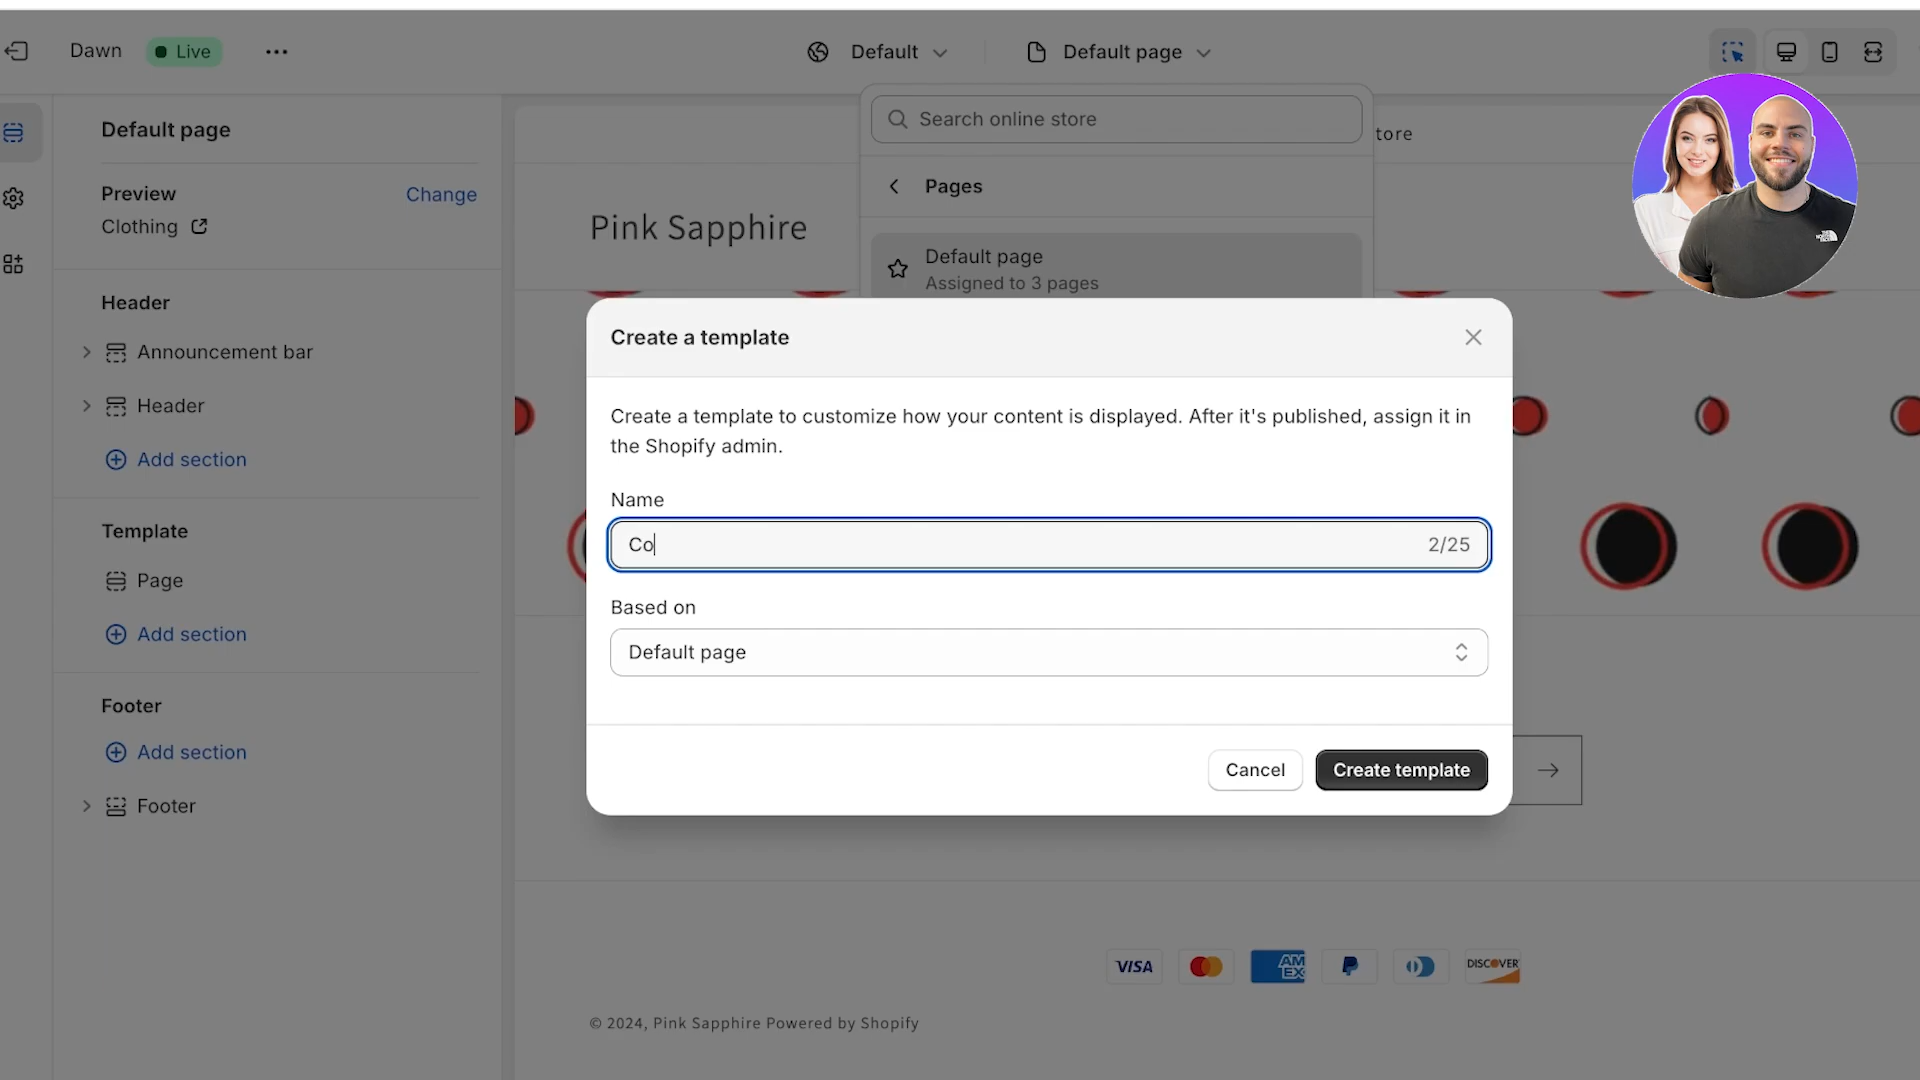 Dawn
Live
Default
Default page
Default page
Search online store
tore
Preview
Change
Pages
Clothing
Pink Sapphire
Default page
Assigned to 3 pages
THE NORTH FACE
Header
Announcement bar
Create a template
Header
Create a template to customize how your content is displayed. After it's published, assign it in
the Shopify admin.
Add section
Name
Template
Co
2/25
Page
Based on
Add section
Default page
Footer
Add section
Cancel
Create template
Footer
VISA
AM
EX
DISCOVER
© 2024, Pink Sapphire Powered by Shopify